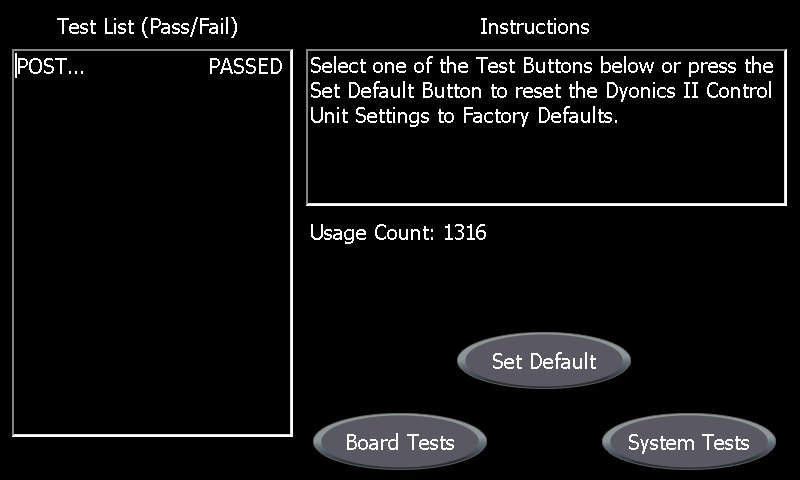 Test List (Pass/Fail)
POST... PASSED
Instructions
Select one of the Test Buttons below or press the
Set Default Button to reset the Dyonics II Control
Unit Settings to Factory Defaults.
Usage Count: 1316
Set Default
Board Tests
System Tests